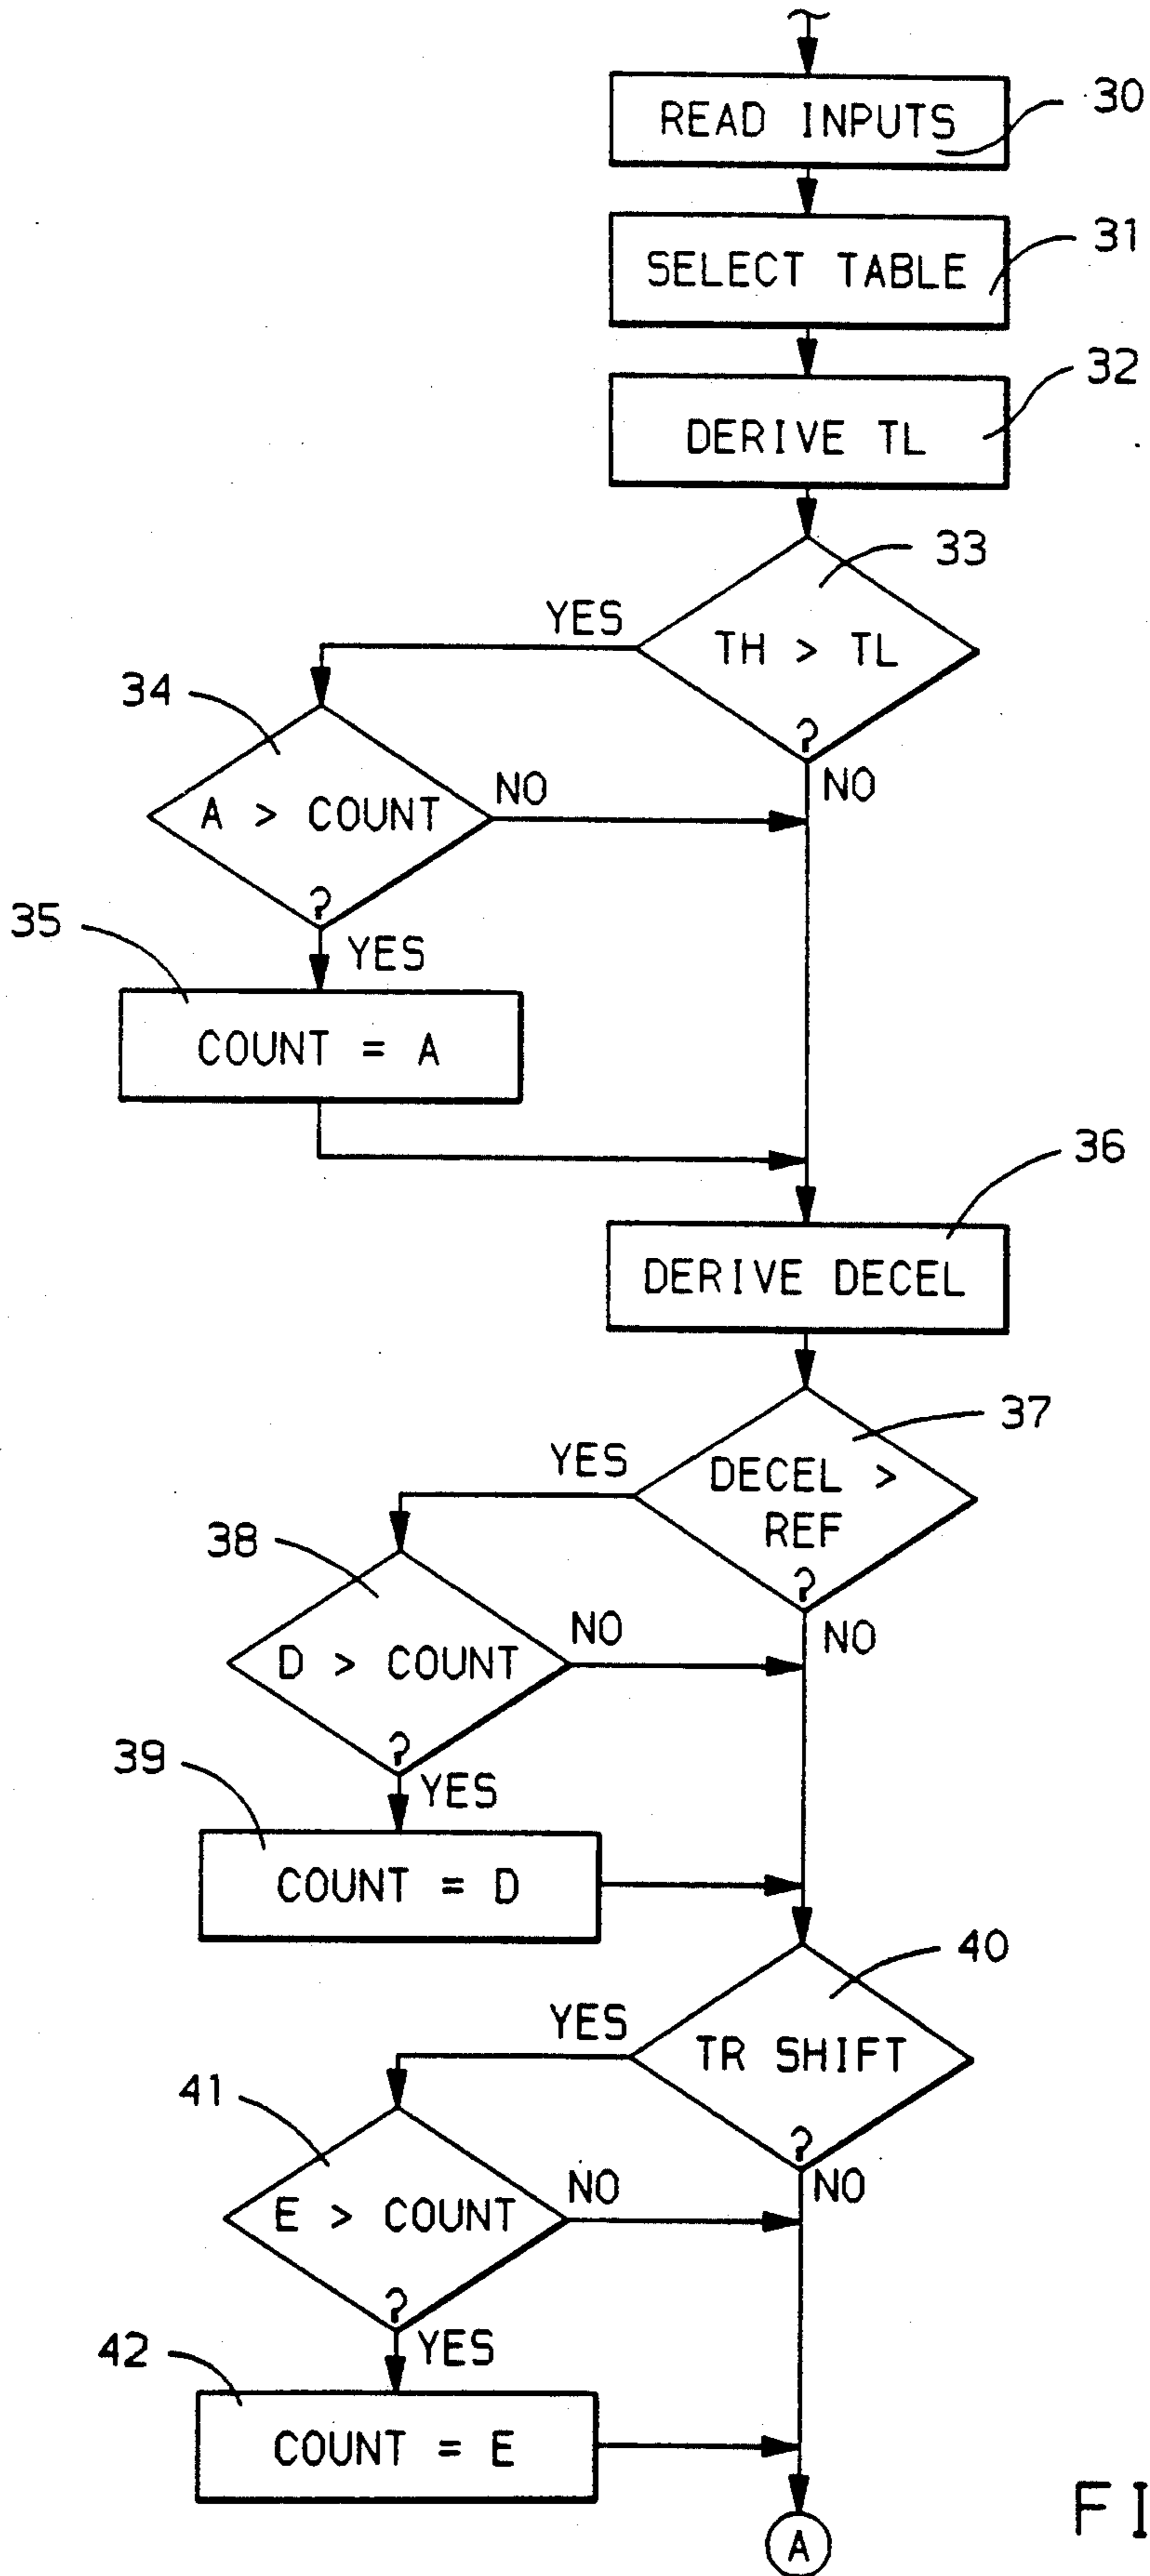 READ INPUTS
30
SELECT TABLE
31
DERIVE TL
32
33
YES
TH > TL
?
NO
34
A > COUNT
NO
?
YES
35
COUNT = A
36
DERIVE DECEL
37
YES
DECEL >
REF
?
NO
38
D > COUNT
NO
?
YES
39
COUNT = D
40
YES
TR SHIFT
?
NO
41
E > COUNT
NO
?
YES
42
COUNT = E
A
FI